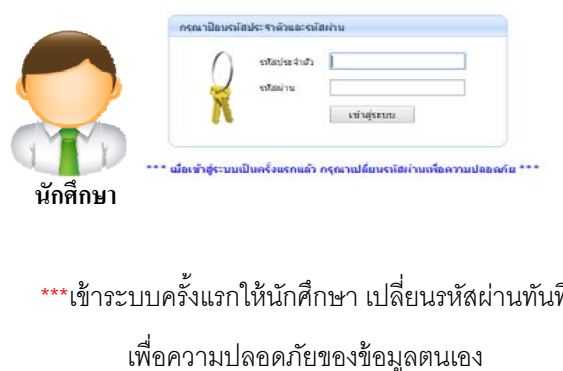 กรุณาป้อนรหัสประจำตัวและรหัสผ่าน
รหัสประจำตัว
รหัสผ่าน
เข้าสู่ระบบ
*** เมื่อเข้าสู่ระบบเป็นครั้งแรกแล้ว กรุณาเปลี่ยนรหัสผ่านเพื่อความปลอดภัย ***
นักศึกษา
***เข้าระบบครั้งแรกให้นักศึกษา เปลี่ยนรหัสผ่านทันที
เพื่อความปลอดภัยของข้อมูลตนเอง